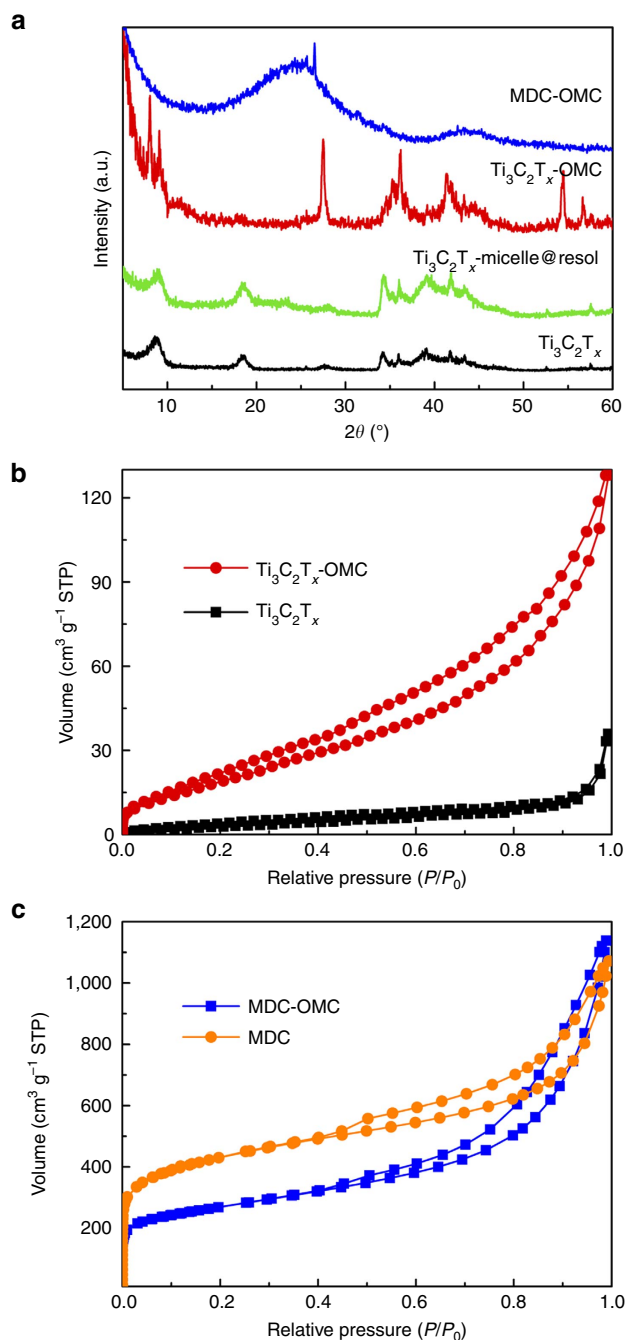 a
MDC-OMC
Ti₃C₂Tₓ-OMC
Ti₃C₂Tₓ-micelle@resol
Ti₃C₂Tₓ
Intensity (a.u.)
10 20 30 40 50 60
2θ (°)
b
120
90
60
30
0
Ti₃C₂Tₓ-OMC
Ti₃C₂Tₓ
Volume (cm³ g⁻¹ STP)
0.0 0.2 0.4 0.6 0.8 1.0
Relative pressure (P/P₀)
c
1,200
1,000
800
600
400
200
MDC-OMC
MDC
Volume (cm³ g⁻¹ STP)
0.0 0.2 0.4 0.6 0.8 1.0
Relative pressure (P/P₀)